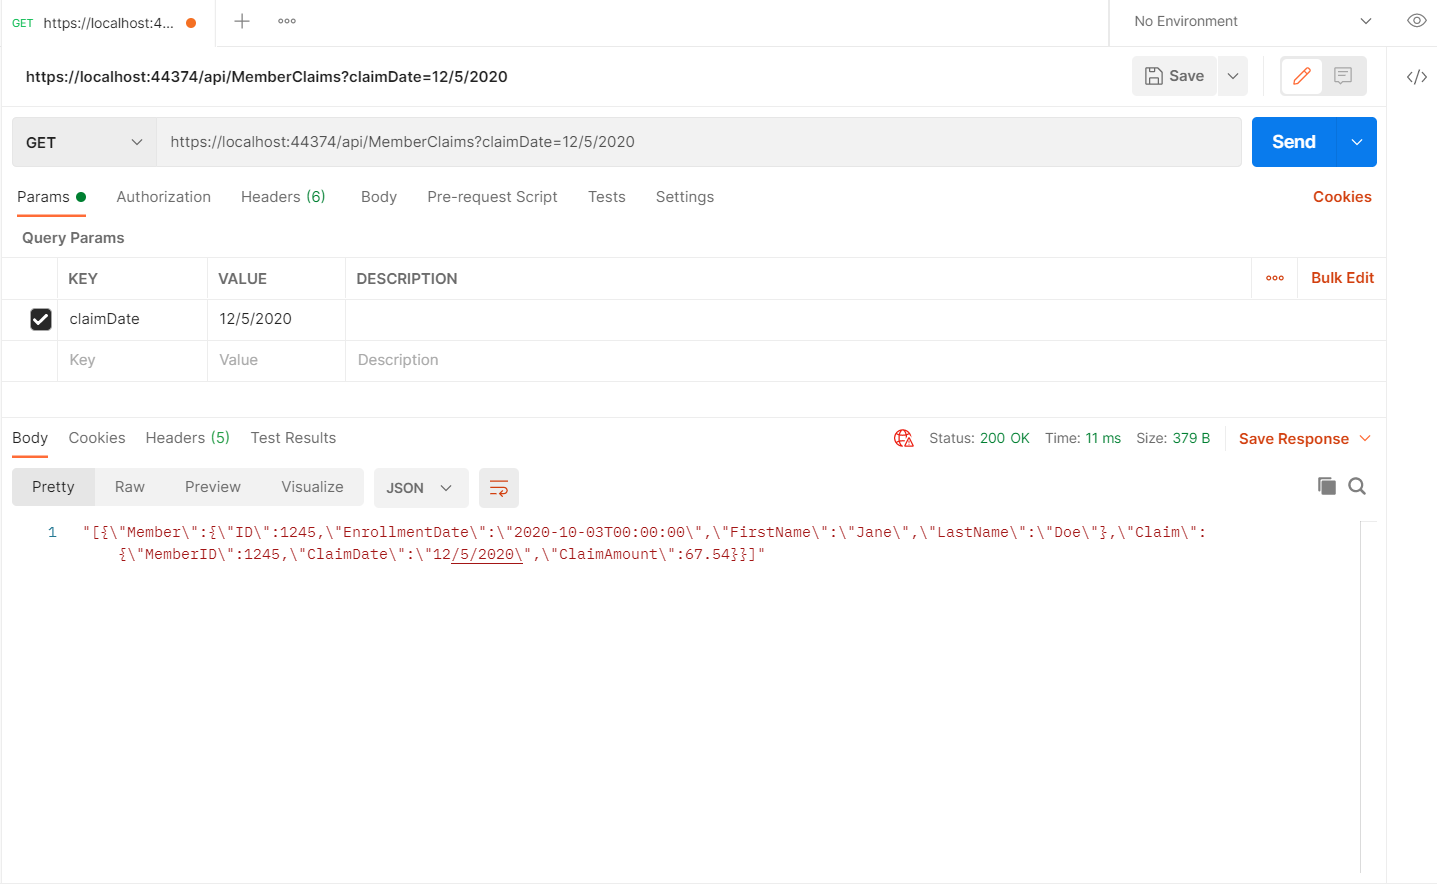 GET https://localhost:4...
No Environment
https://localhost:44374/api/MemberClaims?claimDate=12/5/2020
Save
GET
https://localhost:44374/api/MemberClaims?claimDate=12/5/2020
Send
Params Authorization Headers (6) Body Pre-request Script Tests Settings Cookies
Query Params
KEY VALUE DESCRIPTION Bulk Edit
claimDate 12/5/2020
Key Value Description
Body Cookies Headers (5) Test Results Status: 200 OK Time: 11 ms Size: 379 B Save Response
Pretty Raw Preview Visualize JSON
1 "[{\"Member\":{\"ID\":1245,\"EnrollmentDate\":\"2020-10-03T00:00:00\",\"FirstName\":\"Jane\",\"LastName\":\"Doe\"},\"Claim\":
{\"MemberID\":1245,\"ClaimDate\":\"12/5/2020\",\"ClaimAmount\":67.54}}]"